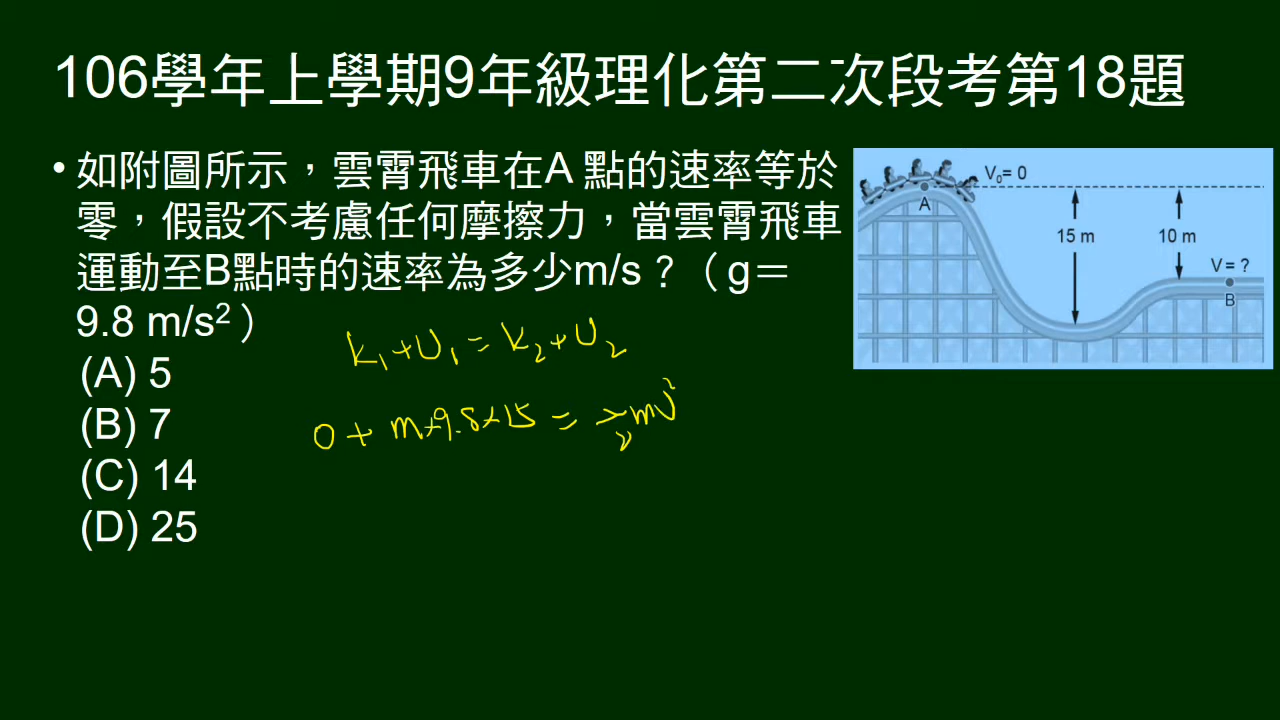 106學年上學期9年級理化第二次段考第18題
• 如附圖所示，雲霄飛車在A 點的速率等於
零，假設不考慮任何摩擦力，當雲霄飛車
運動至B點時的速率為多少m/s？（ g＝
9.8 m/s²）
(A) 5
(B) 7
(C) 14
(D) 25
K₁+U₁=K₂+U₂
0+m×9.8×15=½mv²
V₀= 0
A
15 m
10 m
V = ?
B